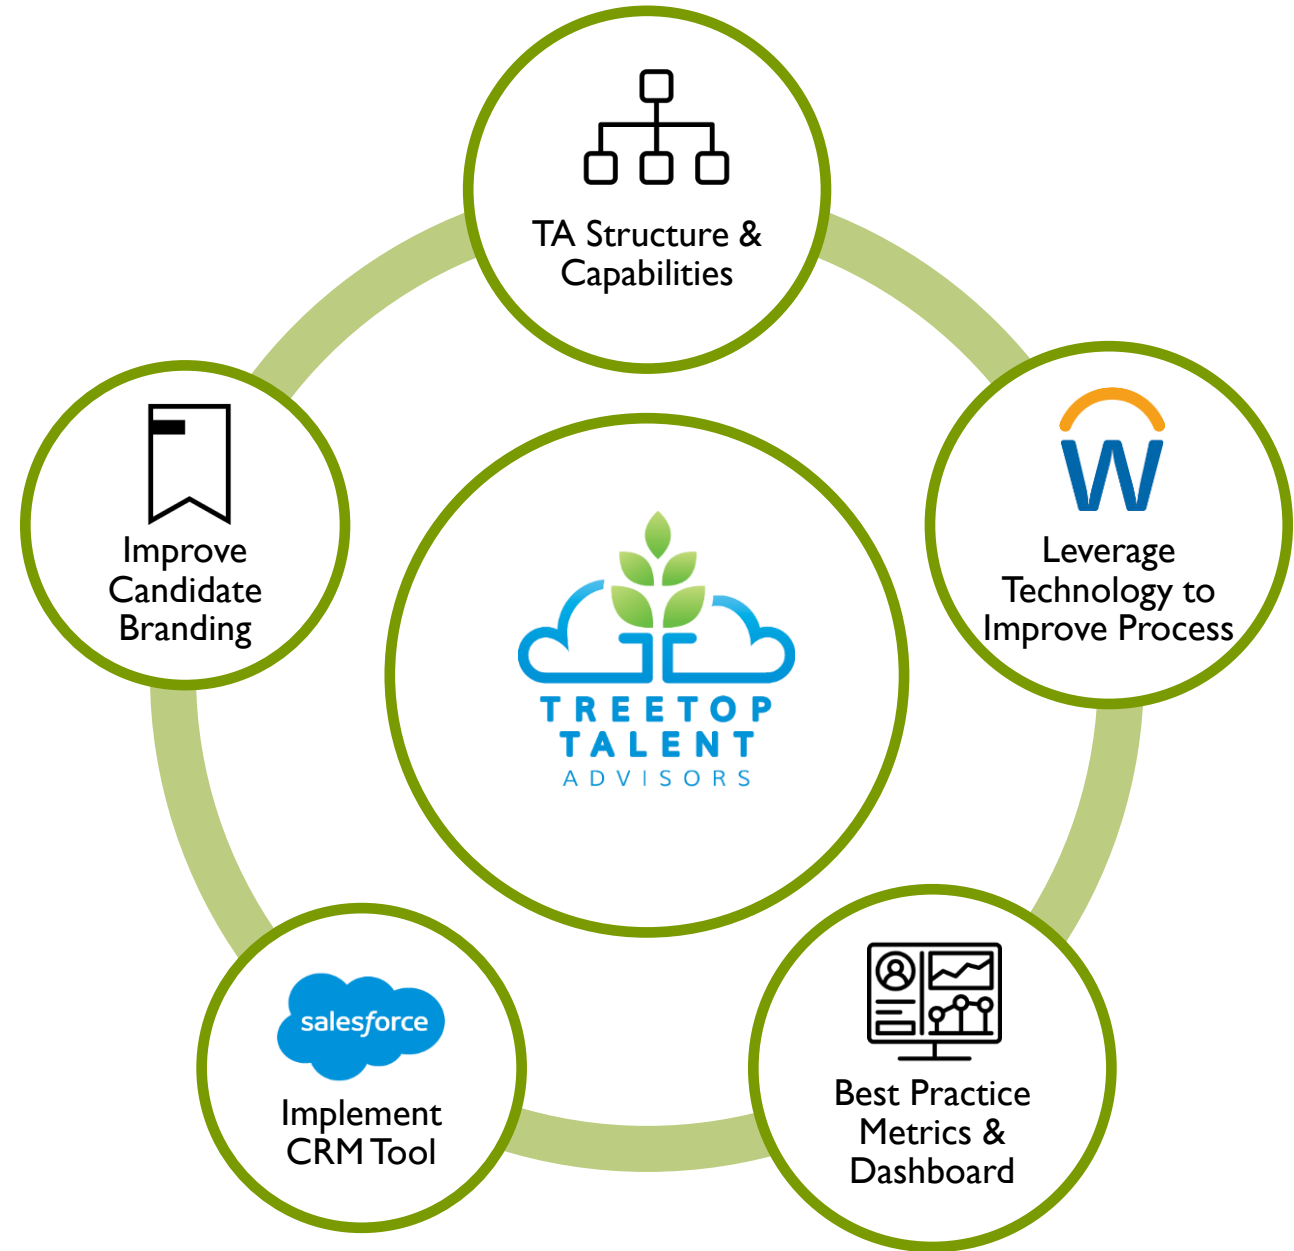 TA Structure &
Capabilities
W
Leverage
Technology to
Improve Process
Best Practice
Metrics &
Dashboard
salesforce
Implement
CRM Tool
Improve
Candidate
Branding
TREETOP
TALENT
ADVISORS